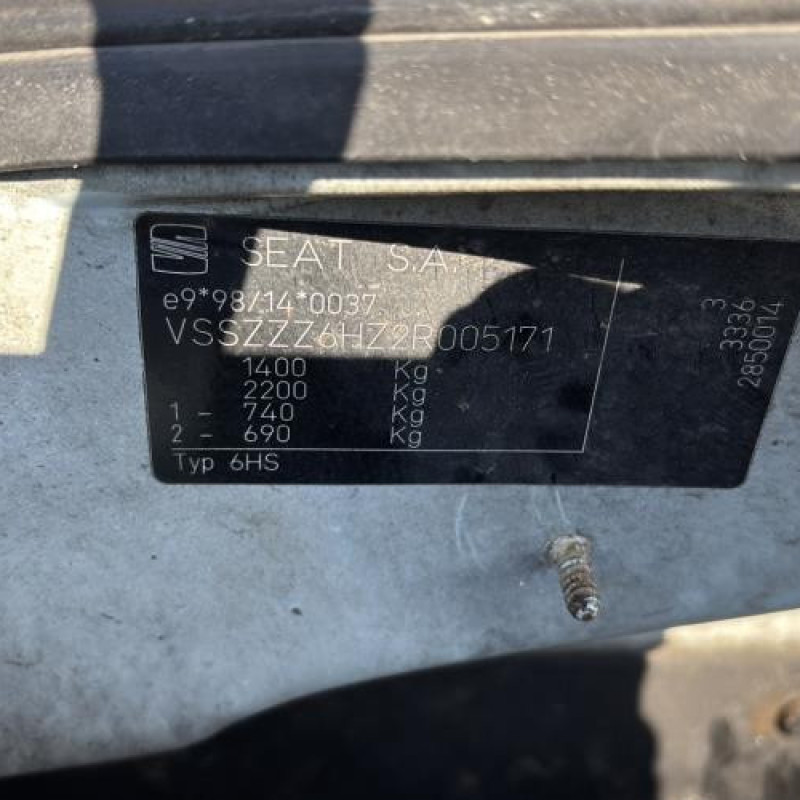 SEAT S.A.
e9*98/14*0037
VSSZZZ6HZ2R005171
1400 Kg
2200 Kg
1 - 740 Kg
2 - 690 Kg
Typ 6HS
3
3336
2850014